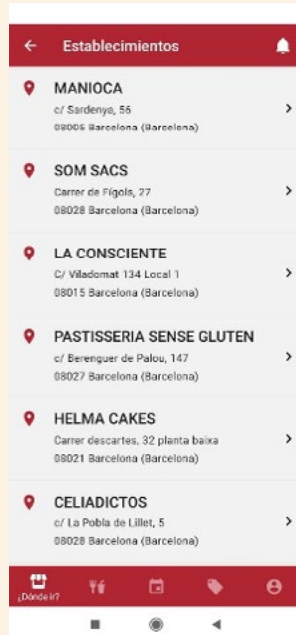 Establecimientos
MANIOCA
c/ Sardenya, 56
08005 Barcelona (Barcelona)
SOM SACS
Carrer de Fígols, 27
08028 Barcelona (Barcelona)
LA CONSCIENTE
C/ Viladomat 134 Local 1
08015 Barcelona (Barcelona)
PASTISSERIA SENSE GLUTEN
c/ Berenguer de Palou, 147
08027 Barcelona (Barcelona)
HELMA CAKES
Carrer descartes, 32 planta baixa
08021 Barcelona (Barcelona)
CELIADICTOS
c/ La Pobla de Lillet, 5
08028 Barcelona (Barcelona)
¿Dónde ir?